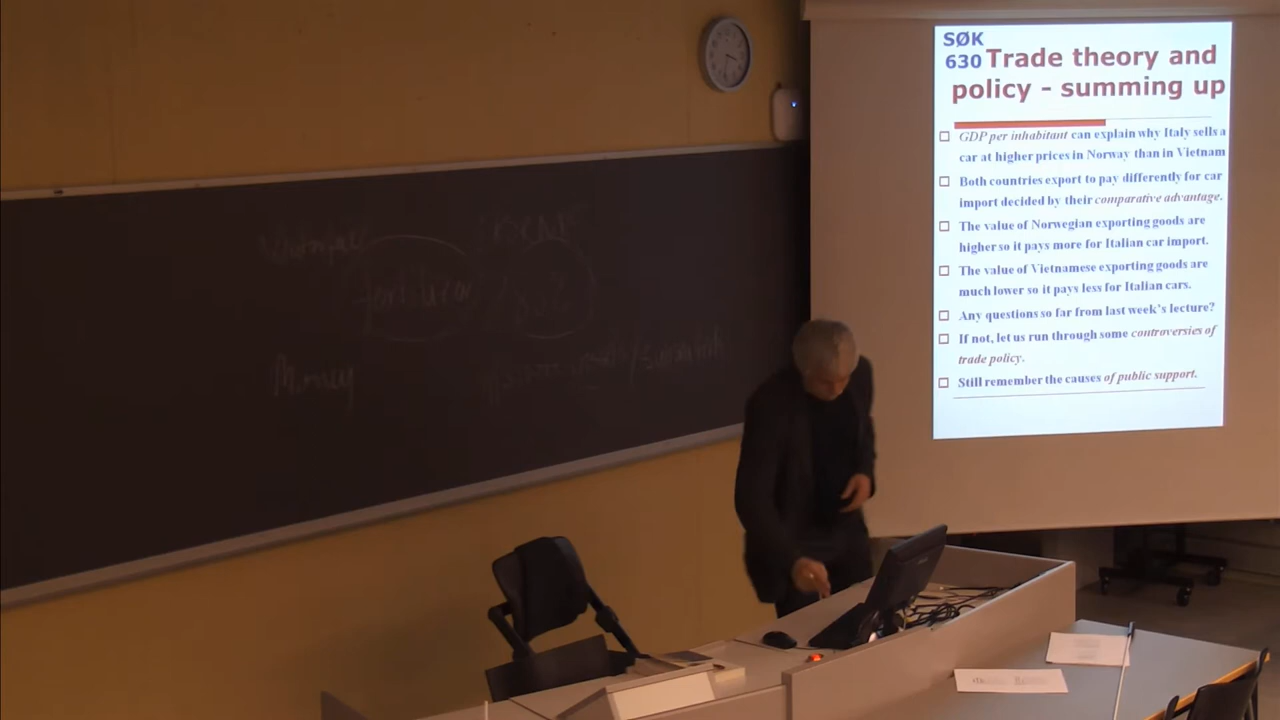 SØK
630 Trade theory and
policy - summing up
GDP per inhabitant can explain why Italy sells a
car at higher prices in Norway than in Vietnam
Both countries export to pay differently for car
import decided by their comparative advantage.
The value of Norwegian exporting goods are
higher so it pays more for Italian car import.
The value of Vietnamese exporting goods are
much lower so it pays less for Italian cars.
Any questions so far from last week's lecture?
If not, let us run through some controversies of
trade policy.
Still remember the causes of public support.
Money